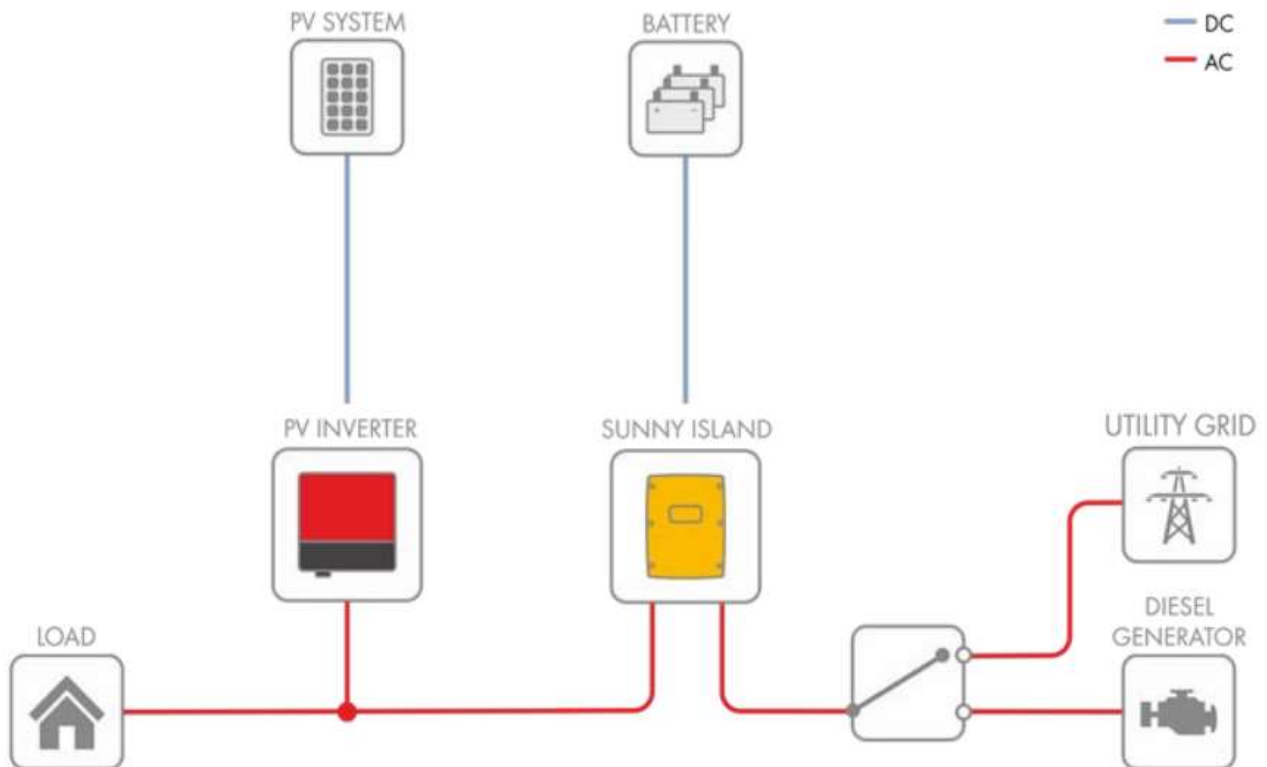 PV SYSTEM
BATTERY
DC
AC
PV INVERTER
SUNNY ISLAND
UTILITY GRID
LOAD
DIESEL
GENERATOR